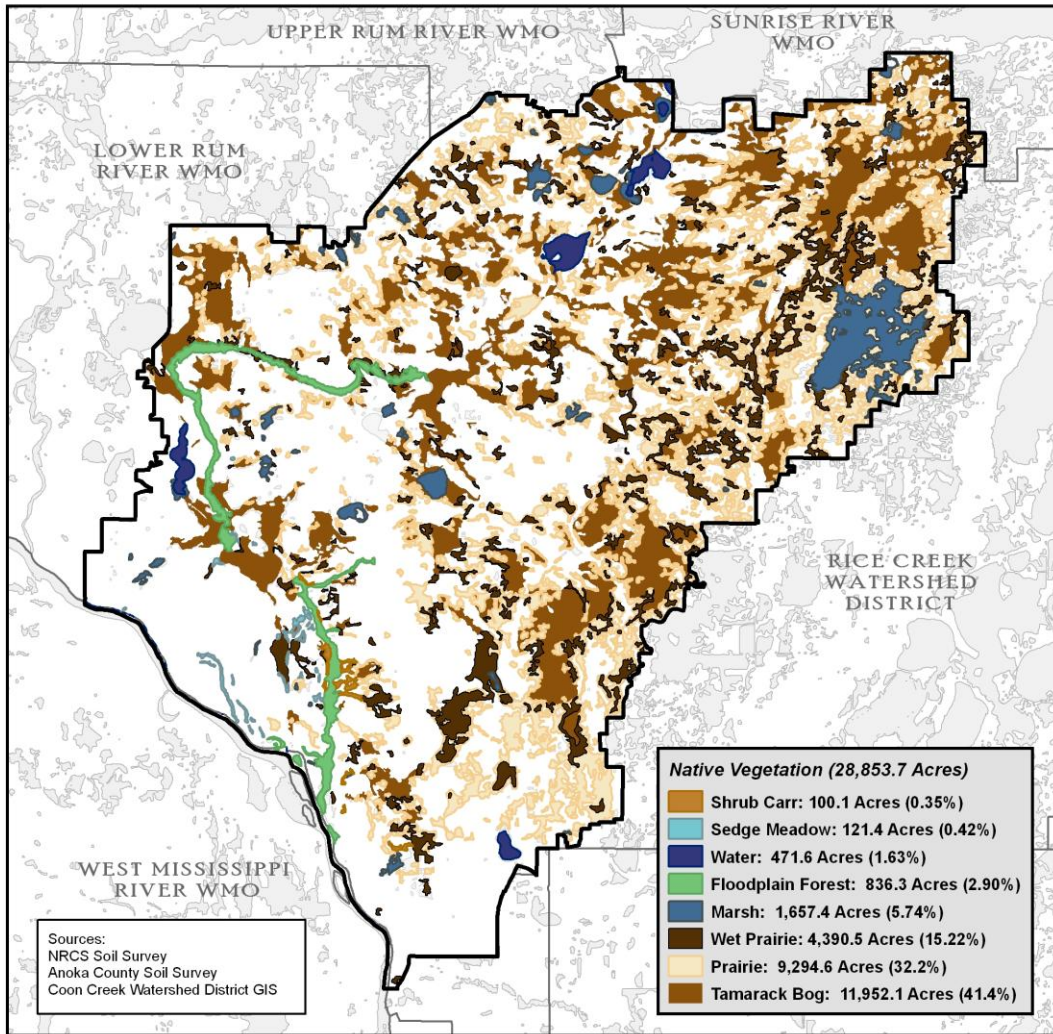 UPPER RUM RIVER WMO
SUNRISE RIVER
WMO
LOWER RUM
RIVER WMO
RICE CREEK
WATERSHED
DISTRICT
WEST MISSISSIPPI
RIVER WMO
Sources:
NRCS Soil Survey
Anoka County Soil Survey
Coon Creek Watershed District GIS
Native Vegetation (28,853.7 Acres)
Shrub Carr: 100.1 Acres (0.35%)
Sedge Meadow: 121.4 Acres (0.42%)
Water: 471.6 Acres (1.63%)
Floodplain Forest: 836.3 Acres (2.90%)
Marsh: 1,657.4 Acres (5.74%)
Wet Prairie: 4,390.5 Acres (15.22%)
Prairie: 9,294.6 Acres (32.2%)
Tamarack Bog: 11,952.1 Acres (41.4%)